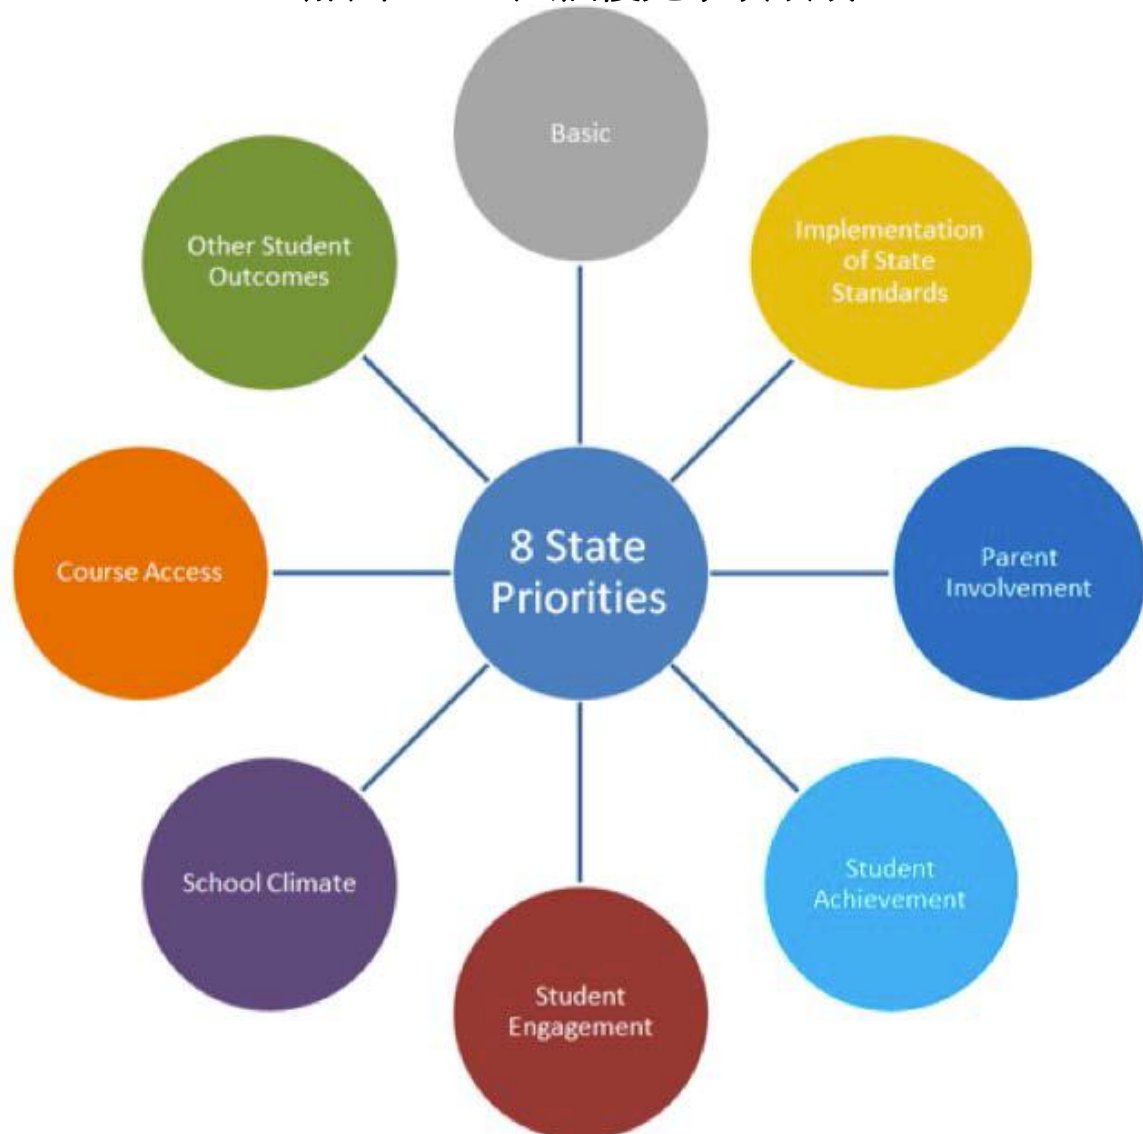 Basic
Implementation
of State
Standards
Parent
Involvement
Student
Achievement
Student
Engagement
School Climate
Course Access
Other Student
Outcomes
8 State
Priorities